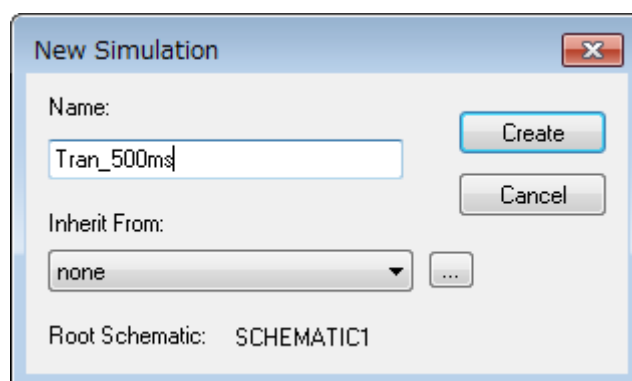 New Simulation
Name:
Tran_500ms
Create
Cancel
Inherit From:
none
...
Root Schematic: SCHEMATIC1